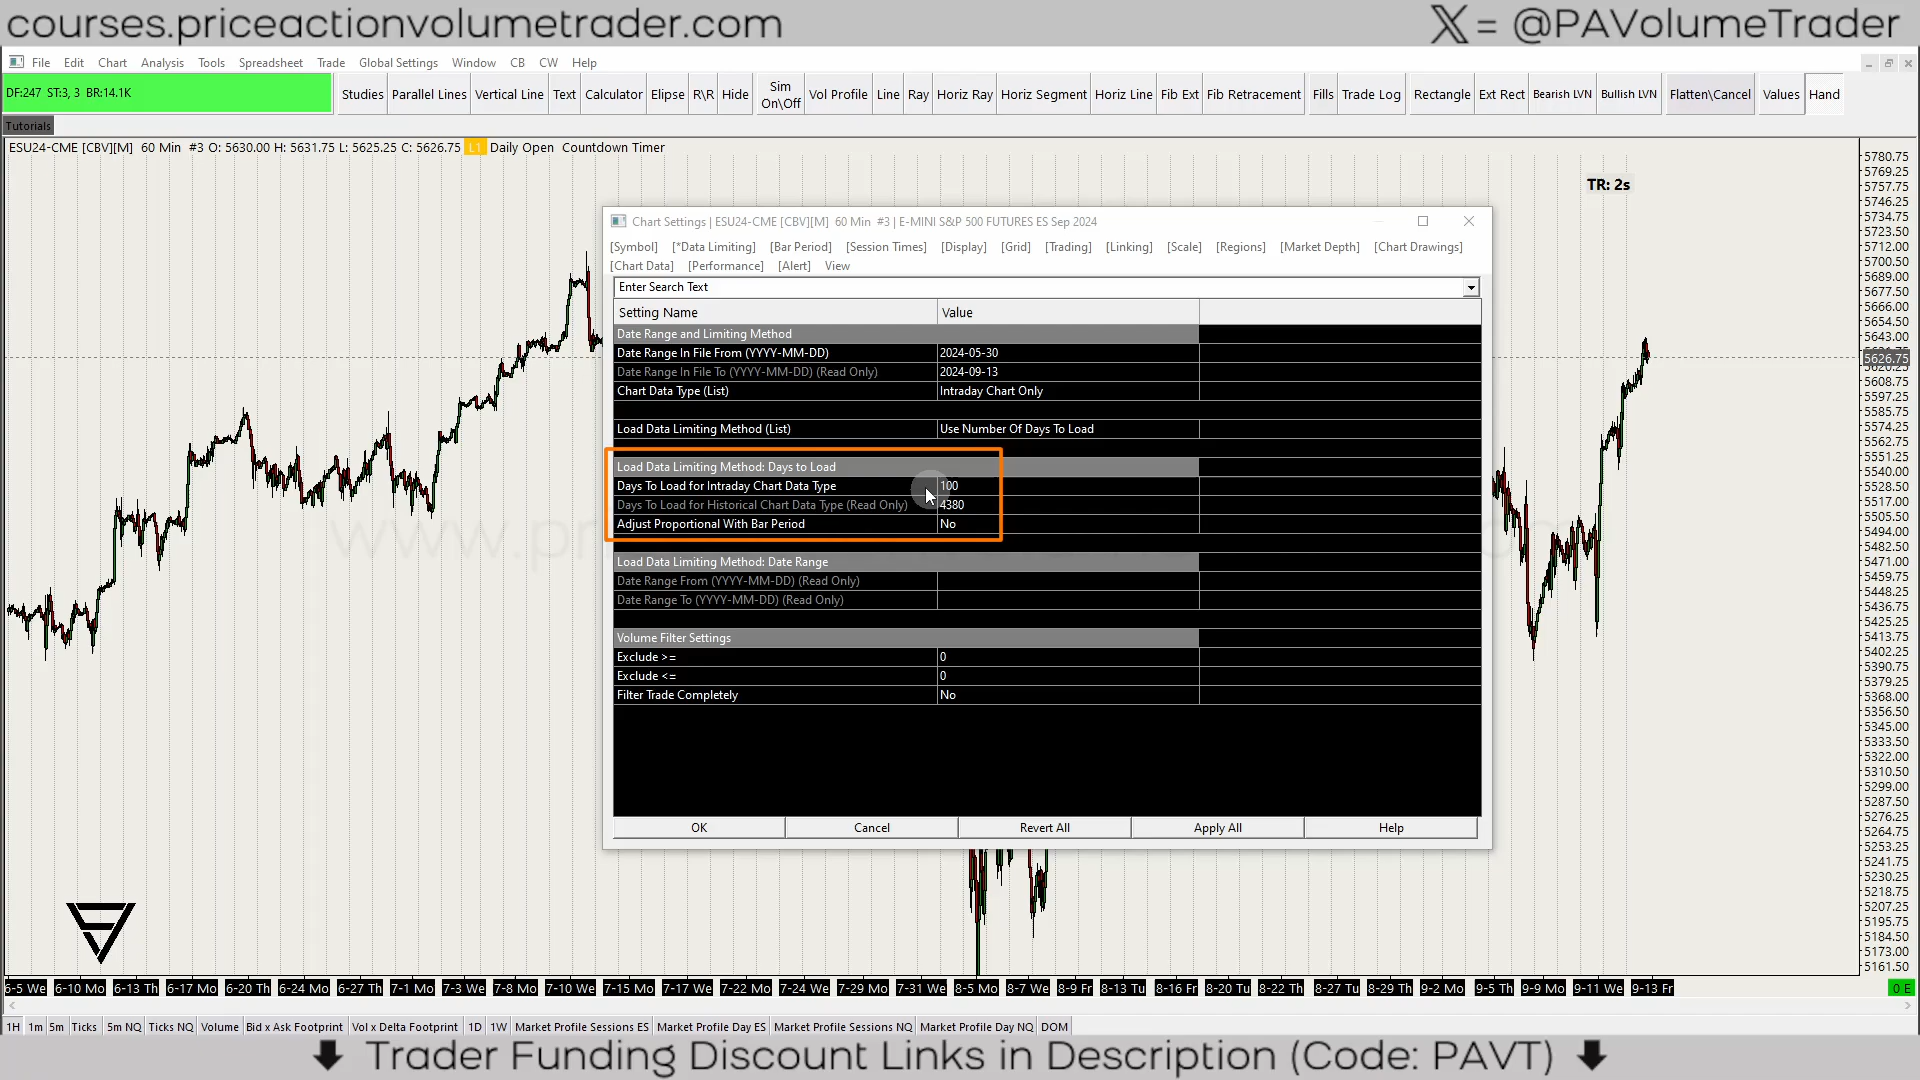 courses.priceactionvolumetrader.com
X = @PAVolumeTrader
File Edit Chart Analysis Tools Spreadsheet Trade Global Settings Window CB CW Help
DF:247 ST:3, 3 BR:14.1K
Studies Parallel Lines Vertical Line Text Calculator Elipse R\R Hide Sim On\Off Vol Profile Line Ray Horiz Ray Horiz Segment Horiz Line Fib Ext Fib Retracement Fills Trade Log Rectangle Ext Rect Bearish LVN Bullish LVN Flatten\Cancel Values Hand
Tutorials
ESU24-CME [CBV][M] 60 Min #3 O: 5630.00 H: 5631.75 L: 5625.25 C: 5626.75 L1 Daily Open Countdown Timer
TR: 2s
Chart Settings | ESU24-CME [CBV][M] 60 Min #3 | E-MINI S&P 500 FUTURES ES Sep 2024
[Symbol] [*Data Limiting] [Bar Period] [Session Times] [Display] [Grid] [Trading] [Linking] [Scale] [Regions] [Market Depth] [Chart Drawings]
[Chart Data] [Performance] [Alert] View
Enter Search Text
Setting Name Value
Date Range and Limiting Method
Date Range In File From (YYYY-MM-DD) 2024-05-30
Date Range In File To (YYYY-MM-DD) (Read Only) 2024-09-13
Chart Data Type (List) Intraday Chart Only
Load Data Limiting Method (List) Use Number Of Days To Load
Load Data Limiting Method: Days to Load
Days To Load for Intraday Chart Data Type 100
Days To Load for Historical Chart Data Type (Read Only) 4380
Adjust Proportional With Bar Period No
Load Data Limiting Method: Date Range
Date Range From (YYYY-MM-DD) (Read Only)
Date Range To (YYYY-MM-DD) (Read Only)
Volume Filter Settings
Exclude >= 0
Exclude <= 0
Filter Trade Completely No
OK Cancel Revert All Apply All Help
5780.75
5769.25
5757.75
5746.25
5734.75
5723.50
5712.00
5700.50
5689.00
5677.50
5666.00
5654.50
5643.00
5626.75
5620.25
5608.75
5597.25
5585.75
5574.25
5562.75
5551.25
5540.00
5528.50
5517.00
5505.50
5494.00
5482.50
5471.00
5459.75
5448.25
5436.75
5425.25
5413.75
5402.25
5390.75
5379.25
5368.00
5356.50
5345.00
5333.50
5322.00
5310.50
5299.00
5287.50
5276.25
5264.75
5253.25
5241.75
5230.25
5218.75
5207.25
5195.75
5184.50
5173.00
5161.50
6-5 We 6-10 Mo 6-13 Th 6-17 Mo 6-20 Th 6-24 Mo 6-27 Th 7-1 Mo 7-3 We 7-8 Mo 7-10 We 7-15 Mo 7-17 We 7-22 Mo 7-24 We 7-29 Mo 7-31 We 8-5 Mo 8-7 We 8-9 Fr 8-13 Tu 8-16 Fr 8-20 Tu 8-22 Th 8-27 Tu 8-29 Th 9-2 Mo 9-5 Th 9-9 Mo 9-11 We 9-13 Fr 0 E
1H 1m 5m Ticks 5m NQ Ticks NQ Volume Bid x Ask Footprint Vol x Delta Footprint 1D 1W Market Profile Sessions ES Market Profile Day ES Market Profile Sessions NQ Market Profile Day NQ DOM
Trader Funding Discount Links in Description (Code: PAVT)